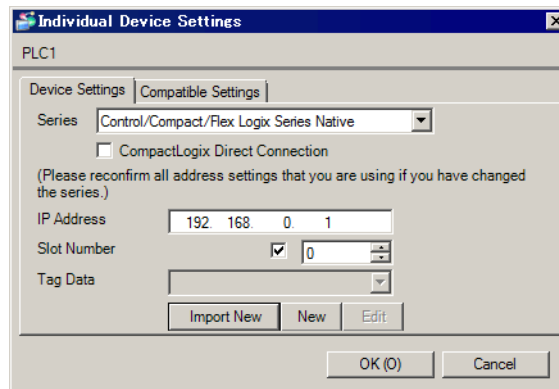 Individual Device Settings
PLC1
Device Settings Compatible Settings
Series Control/Compact/Flex Logix Series Native
CompactLogix Direct Connection
(Please reconfirm all address settings that you are using if you have changed
the series.)
IP Address 192. 168. 0. 1
Slot Number 0
Tag Data
Import New New Edit
OK (O) Cancel